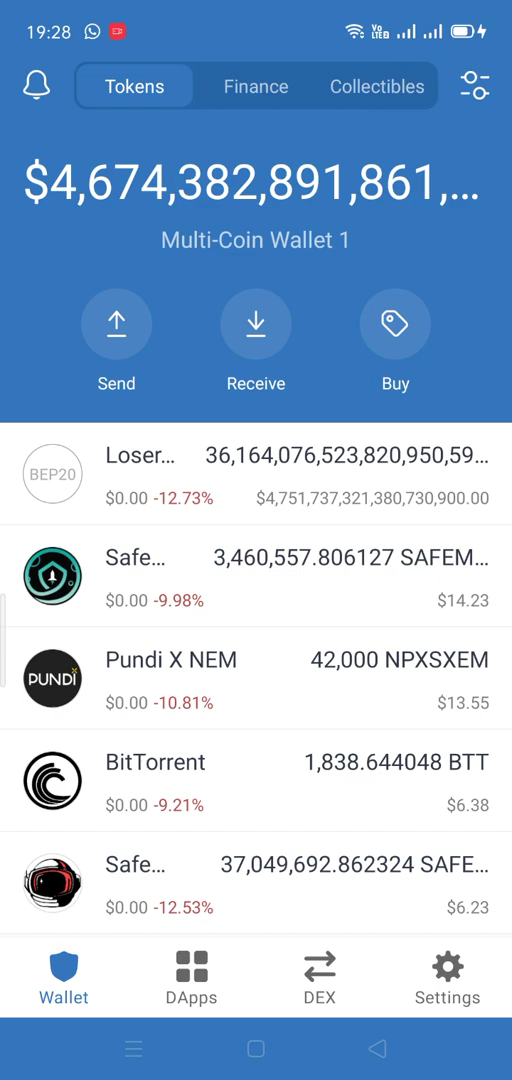 19:28 Vo LTE2
Tokens Finance Collectibles
$4,674,382,891,861,...
Multi-Coin Wallet 1
Send Receive Buy
BEP20 Loser... 36,164,076,523,820,950,59...
$0.00 -12.73% $4,751,737,321,380,730,900.00
Safe... 3,460,557.806127 SAFEM...
$0.00 -9.98% $14.23
PUNDI X Pundi X NEM 42,000 NPXSXEM
$0.00 -10.81% $13.55
BitTorrent 1,838.644048 BTT
$0.00 -9.21% $6.38
Safe... 37,049,692.862324 SAFE...
$0.00 -12.53% $6.23
Wallet DApps DEX Settings